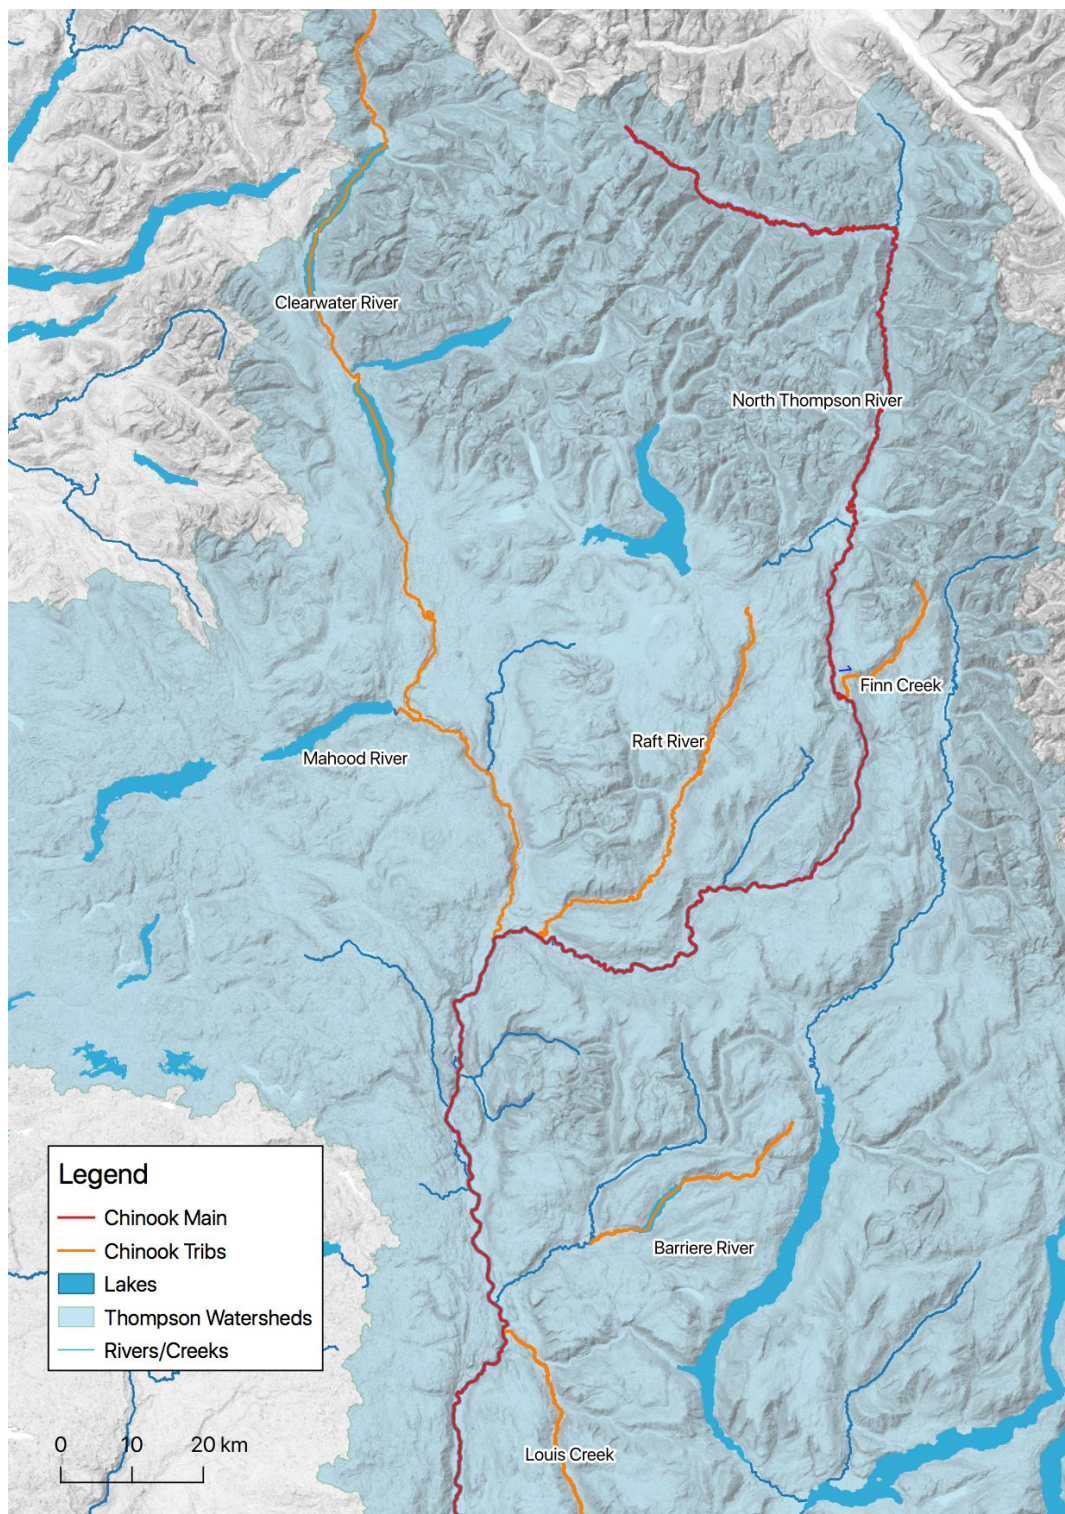 Clearwater River
North Thompson River
1
Finn Creek
Raft River
Mahood River
Barriere River
Louis Creek
Legend
Chinook Main
Chinook Tribs
Lakes
Thompson Watersheds
Rivers/Creeks
0 10 20 km